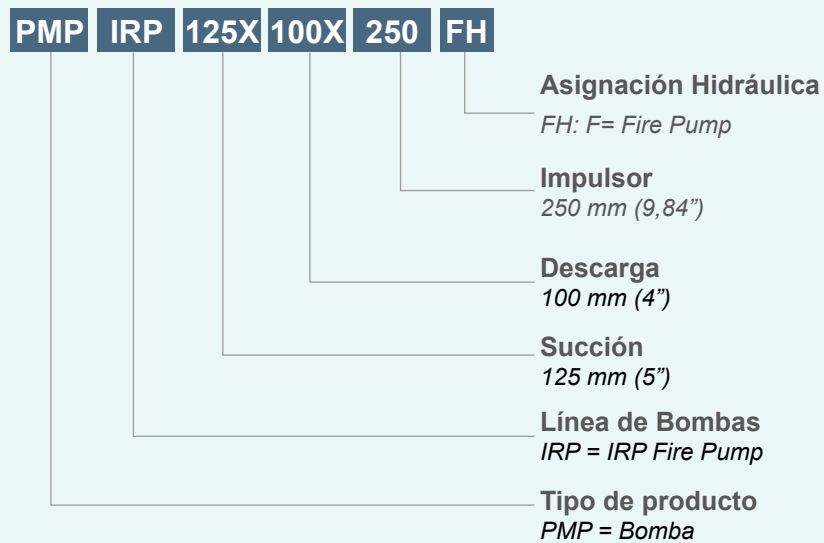 PMP IRP 125X 100X 250 FH
Asignación Hidráulica
FH: F= Fire Pump
Impulsor
250 mm (9,84”)
Descarga
100 mm (4”)
Succión
125 mm (5”)
Línea de Bombas
IRP = IRP Fire Pump
Tipo de producto
PMP = Bomba